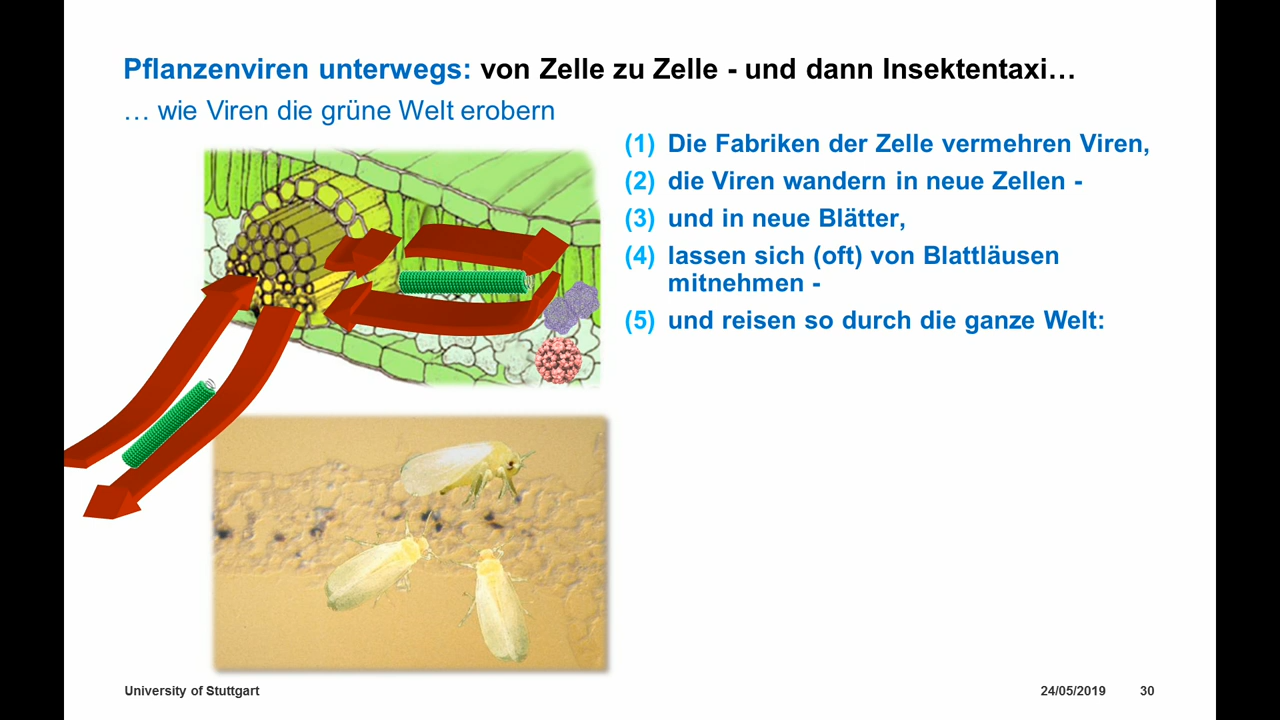 Pflanzenviren unterwegs: von Zelle zu Zelle - und dann Insektentaxi…
… wie Viren die grüne Welt erobern
(1) Die Fabriken der Zelle vermehren Viren,
(2) die Viren wandern in neue Zellen -
(3) und in neue Blätter,
(4) lassen sich (oft) von Blattläusen
mitnehmen -
(5) und reisen so durch die ganze Welt:
University of Stuttgart
24/05/2019
30